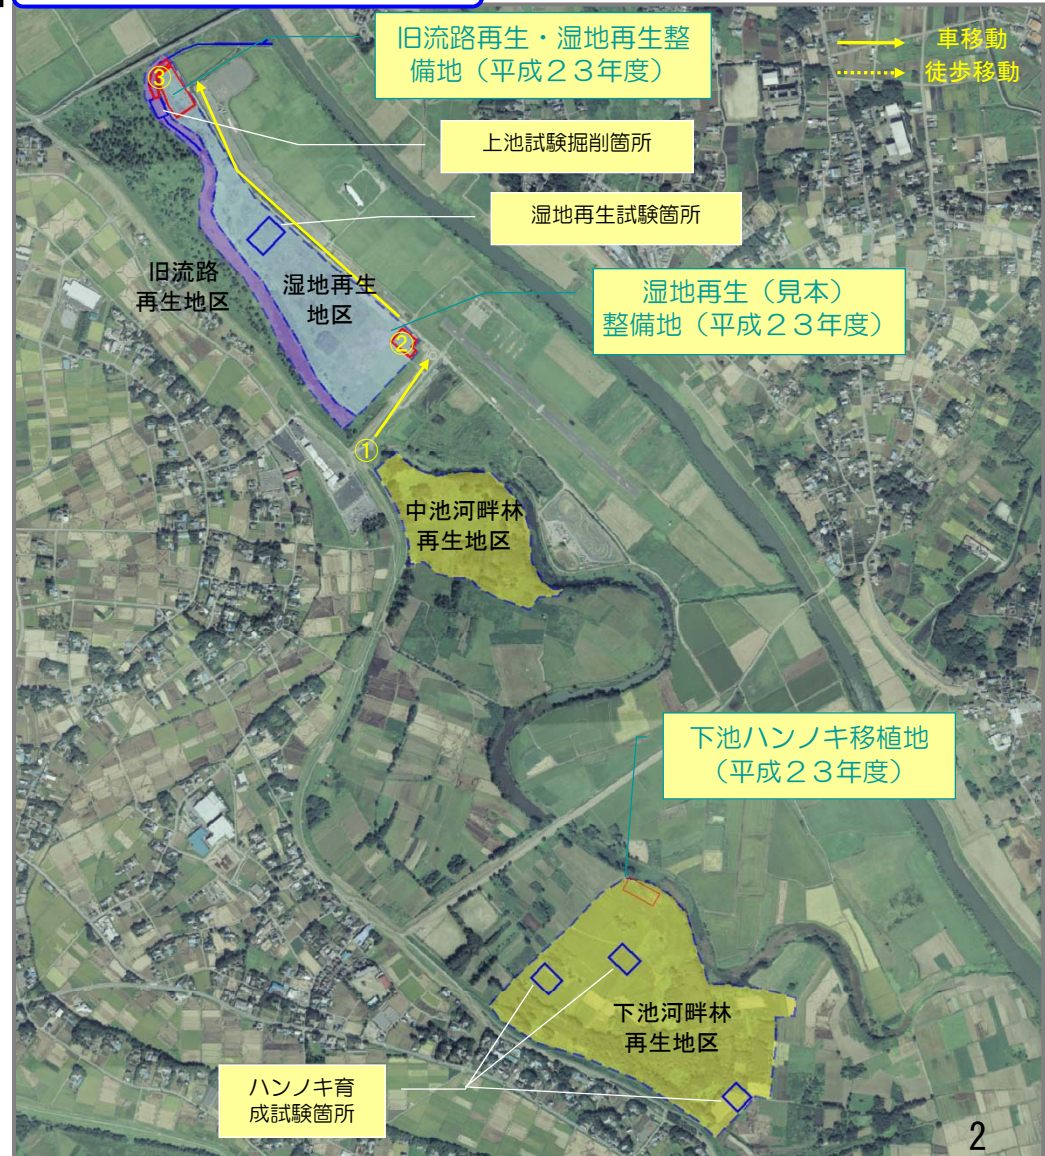 旧流路再生・湿地再生整
備地（平成２３年度）
車移動
徒歩移動
③
上池試験掘削箇所
湿地再生試験箇所
旧流路
再生地区
湿地再生
地区
湿地再生（見本）
整備地（平成２３年度）
②
①
中池河畔林
再生地区
下池ハンノキ移植地
（平成２３年度）
下池河畔林
再生地区
ハンノキ育
成試験箇所
2